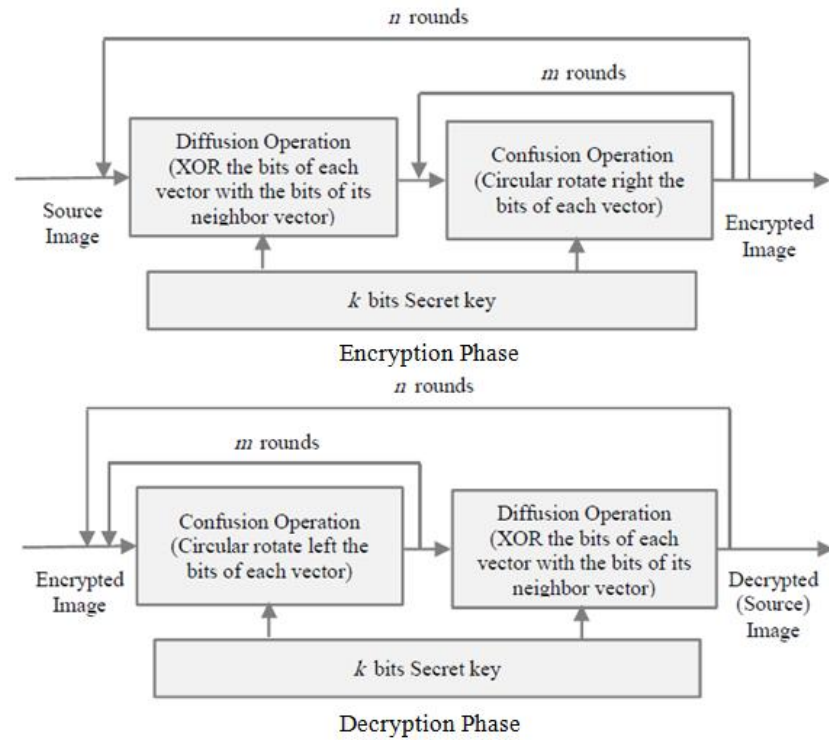 n rounds
m rounds
Diffusion Operation
(XOR the bits of each
vector with the bits of its
neighbor vector)
Confusion Operation
(Circular rotate right the
bits of each vector)
Source
Image
Encrypted
Image
k bits Secret key
Encryption Phase
n rounds
m rounds
Confusion Operation
(Circular rotate left the
bits of each vector)
Diffusion Operation
(XOR the bits of each
vector with the bits of its
neighbor vector)
Encrypted
Image
Decrypted
(Source)
Image
k bits Secret key
Decryption Phase